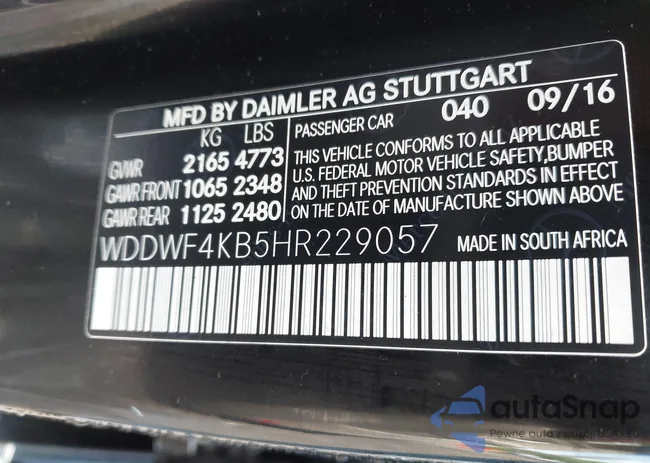 MFD BY DAIMLER AG STUTTGART
KG LBS
GVWR 2165 4773
GAWR FRONT 1065 2348
GAWR REAR 1125 2480
PASSENGER CAR 040 09/16
THIS VEHICLE CONFORMS TO ALL APPLICABLE
U.S. FEDERAL MOTOR VEHICLE SAFETY,BUMPER
AND THEFT PREVENTION STANDARDS IN EFFECT
ON THE DATE OF MANUFACTURE SHOWN ABOVE
WDDWF4KB5HR229057 MADE IN SOUTH AFRICA
autaSnap
Pewne auta